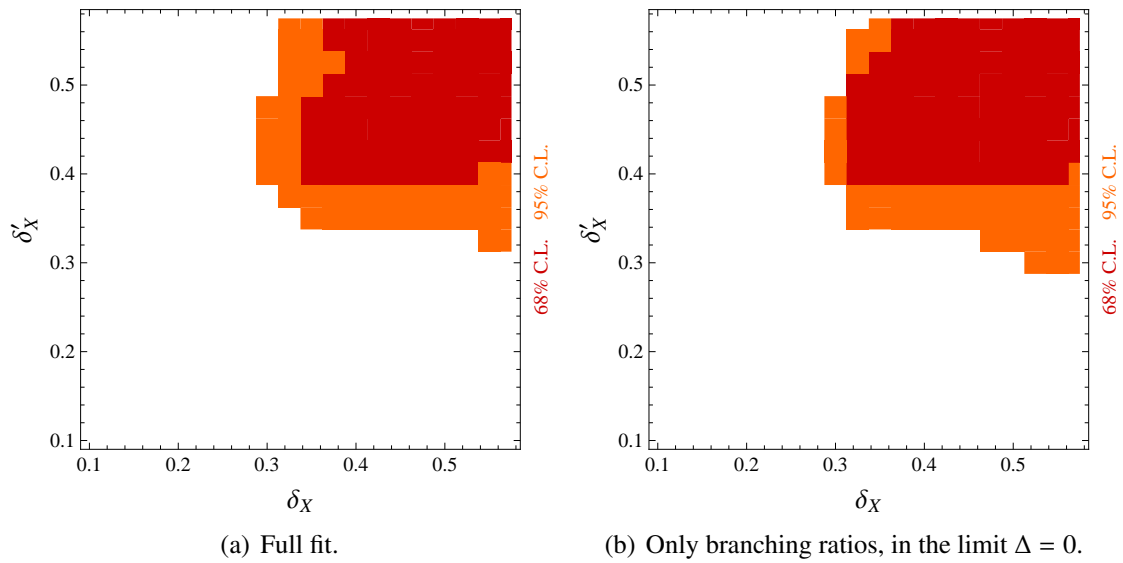 0.5
0.4
0.3
0.2
0.1
δ′X
0.1 0.2 0.3 0.4 0.5
δX
68% C.L. 95% C.L.
(a) Full fit.
0.5
0.4
0.3
0.2
0.1
δ′X
0.1 0.2 0.3 0.4 0.5
δX
68% C.L. 95% C.L.
(b) Only branching ratios, in the limit Δ = 0.